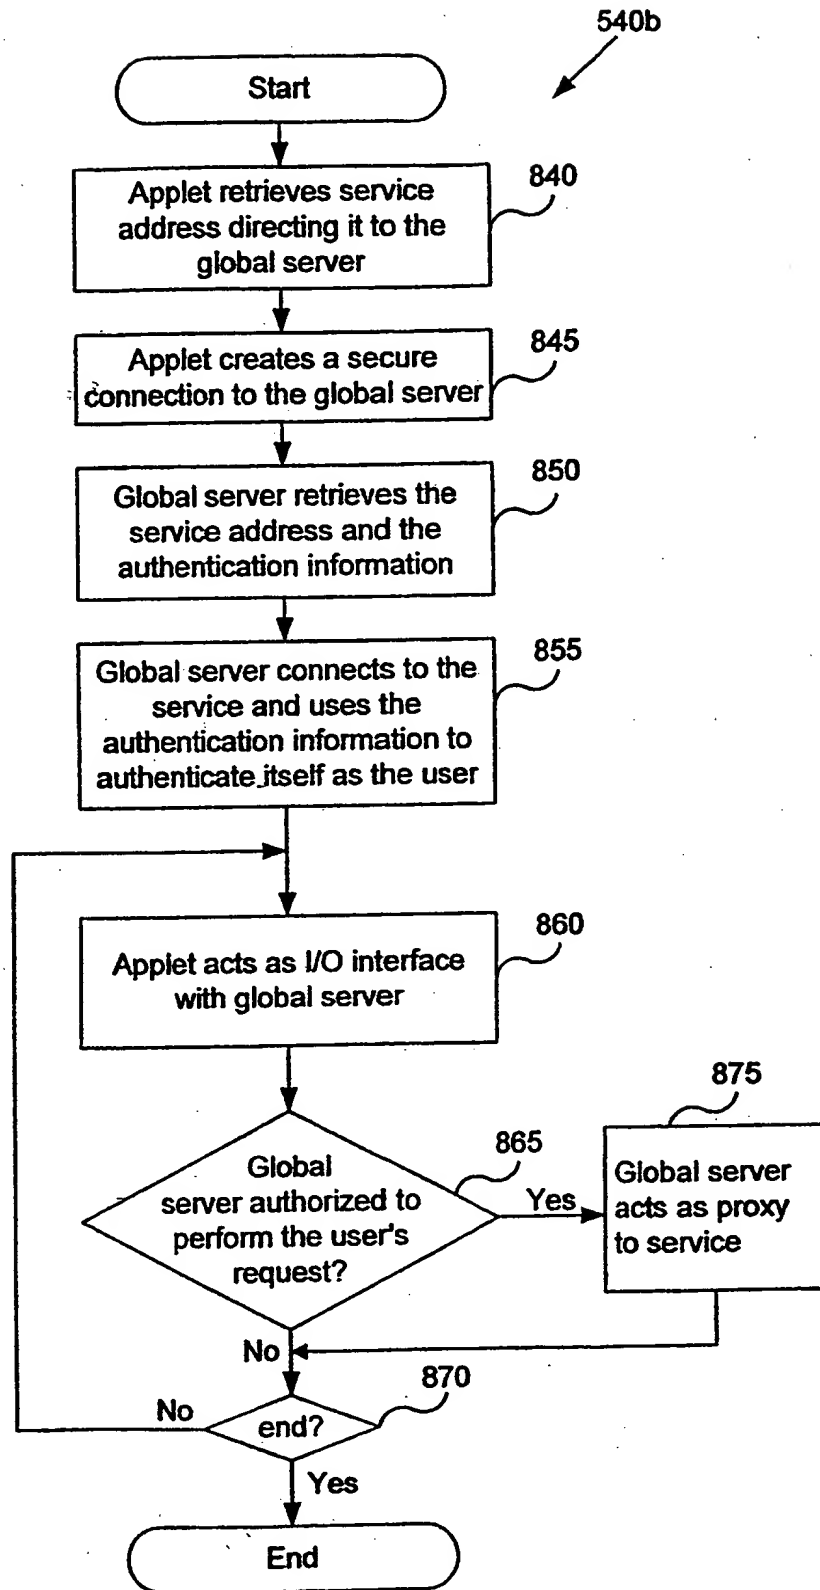 540b
Start
Applet retrieves service
address directing it to the
global server
840
Applet creates a secure
connection to the global server
845
Global server retrieves the
service address and the
authentication information
850
Global server connects to the
service and uses the
authentication information to
authenticate itself as the user
855
Applet acts as I/O interface
with global server
860
Global
server authorized to
perform the user's
request?
865
Yes
875
Global server
acts as proxy
to service
No
870
end?
No
Yes
End